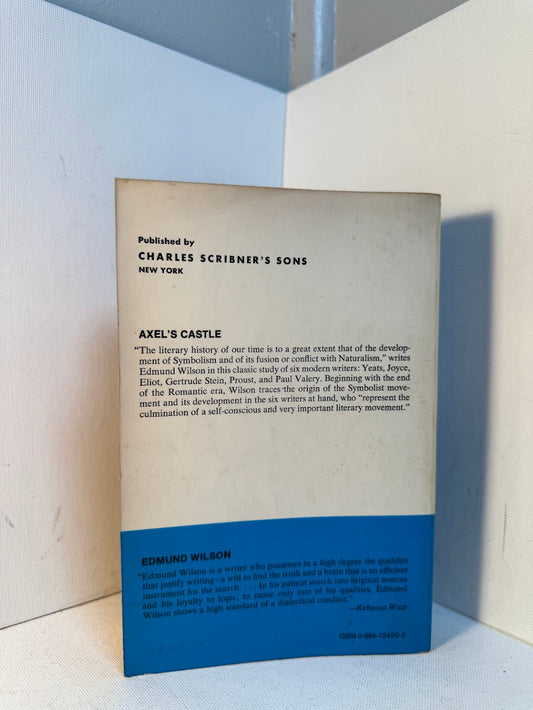 Published by
CHARLES SCRIBNER'S SONS
NEW YORK
AXEL'S CASTLE
"The literary history of our time is to a great extent that of the develop-
ment of Symbolism and of its fusion or conflict with Naturalism," writes
Edmund Wilson in this classic study of six modern writers: Yeats, Joyce,
Eliot, Gertrude Stein, Proust, and Paul Valery. Beginning with the end
of the Romantic era, Wilson traces the origin of the Symbolist move-
ment and its development in the six writers at hand, who "represent the
culmination of a self-conscious and very important literary movement."
EDMUND WILSON
"Edmund Wilson is a writer who possesses in a high degree the qualities
that justify writing—a will to find the truth and a brain that is an efficient
instrument for the search. . . . In his patient search into original sources
and his loyalty to logic, to name only two of his qualities, Edmund
Wilson shows a high standard of a dialectical conduct."
—Rebecca West
ISBN 0-684-15490-0